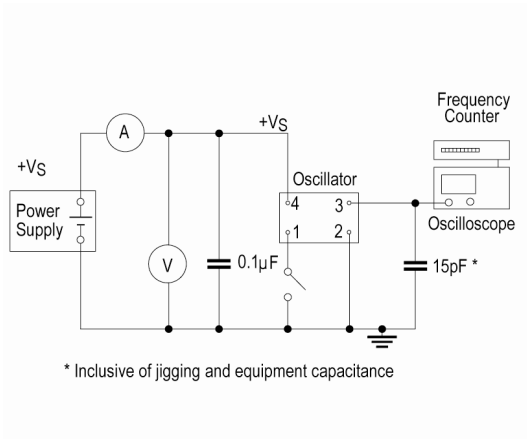 Frequency
Counter
A
+VS
+VS
Oscillator
Power
Supply
4
3
1
2
Oscilloscope
V
0.1µF
15pF *
* Inclusive of jigging and equipment capacitance